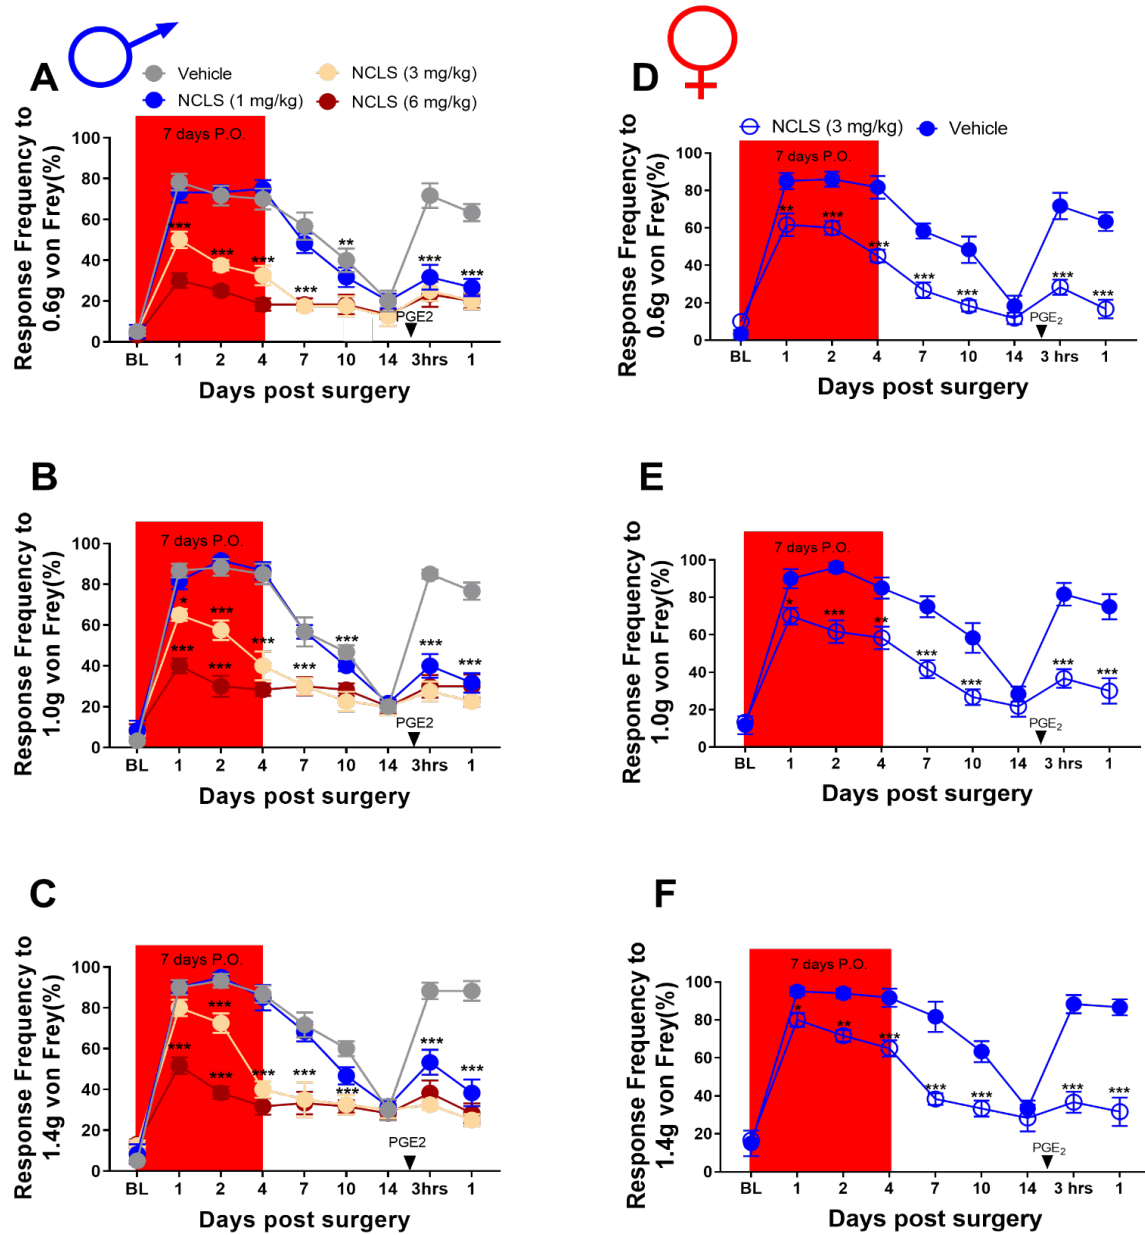 A
Vehicle
NCLS (3 mg/kg)
NCLS (1 mg/kg)
NCLS (6 mg/kg)
Response Frequency to
0.6g von Frey(%)
7 days P.O.
100
80
60
40
20
0
***
***
***
***
**
***
***
PGE2
BL 1 2 4 7 10 14 3hrs 1
Days post surgery
D
NCLS (3 mg/kg)
Vehicle
Response Frequency to
0.6g von Frey(%)
7 days P.O.
100
80
60
40
20
0
**
***
***
***
***
***
***
PGE2
BL 1 2 4 7 10 14 3 hrs 1
Days post surgery
B
Response Frequency to
1.0g von Frey(%)
7 days P.O.
100
80
60
40
20
0
*
***
***
***
***
***
***
***
***
PGE2
BL 1 2 4 7 10 14 3hrs 1
Days post surgery
E
Response Frequency to
1.0g von Frey(%)
7 days P.O.
100
80
60
40
20
0
*
***
**
***
***
***
***
PGE2
BL 1 2 4 7 10 14 3 hrs 1
Days post surgery
C
Response Frequency to
1.4g von Frey(%)
7 days P.O.
100
80
60
40
20
0
***
***
***
***
***
***
***
***
PGE2
BL 1 2 4 7 10 14 3hrs 1
Days post surgery
F
Response Frequency to
1.4g von Frey(%)
7 days P.O.
100
80
60
40
20
0
*
**
***
***
***
***
***
PGE2
BL 1 2 4 7 10 14 3 hrs 1
Days post surgery